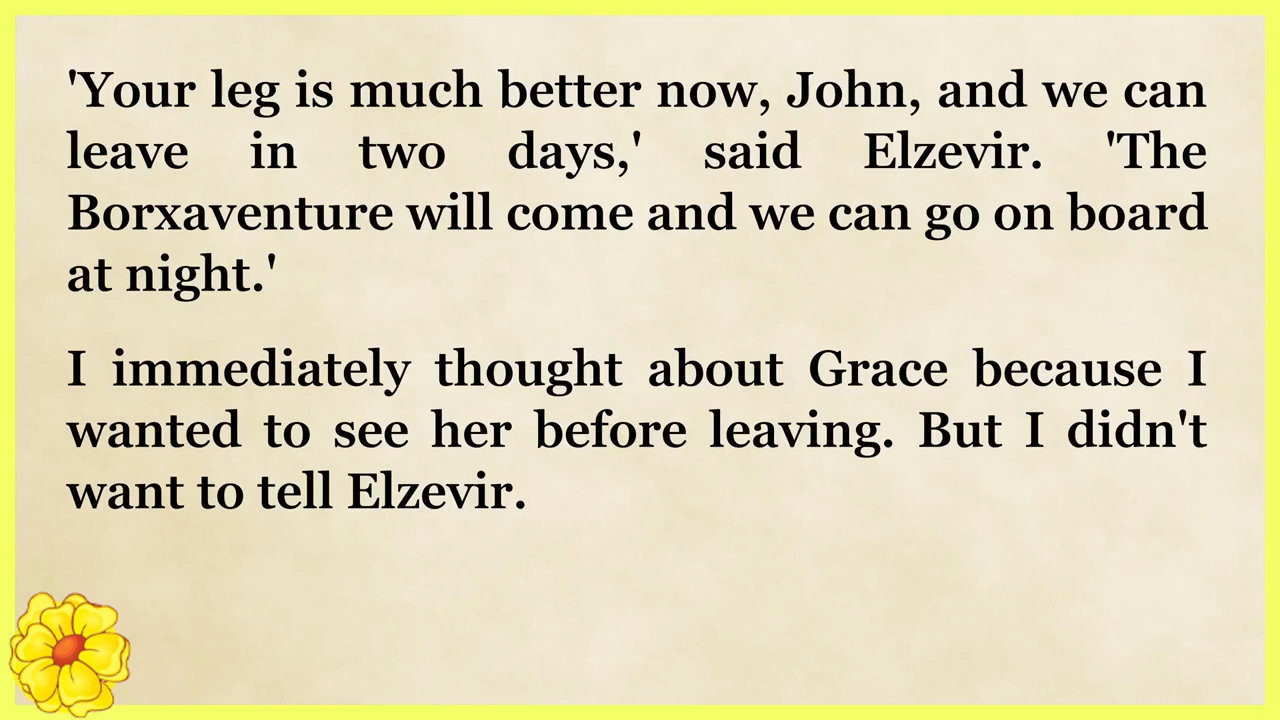 'Your leg is much better now, John, and we can
leave in two days,' said Elzevir. 'The
Borxaventure will come and we can go on board
at night.'
I immediately thought about Grace because I
wanted to see her before leaving. But I didn't
want to tell Elzevir.